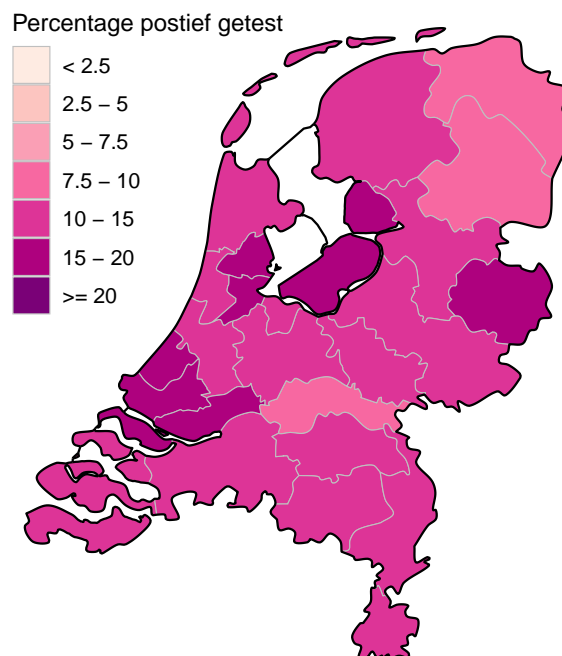 Percentage postief getest
< 2.5
2.5 – 5
5 – 7.5
7.5 – 10
10 – 15
15 – 20
>= 20